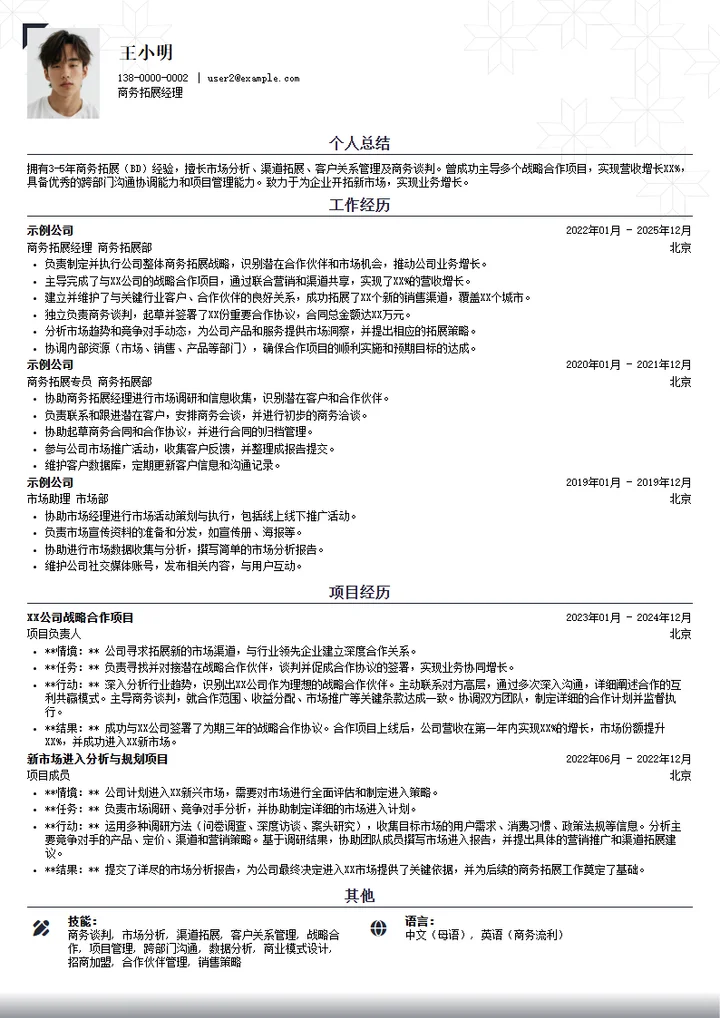 王小明
138-0000-0002 | user2@example.com
商务拓展经理
个人总结
拥有3-5年商务拓展（BD）经验，擅长市场分析、渠道拓展、客户关系管理及商务谈判。曾成功主导多个战略合作项目，实现营收增长XX%，
具备优秀的跨部门沟通协调能力和项目管理能力。致力于为企业开拓新市场，实现业务增长。
工作经历
示例公司 2022年01月 - 2025年12月
商务拓展经理 商务拓展部 北京
• 负责制定并执行公司整体商务拓展战略，识别潜在合作伙伴和市场机会，推动公司业务增长。
• 主导完成了与XX公司的战略合作项目，通过联合营销和渠道共享，实现了XX%的营收增长。
• 建立并维护了与关键行业客户、合作伙伴的良好关系，成功拓展了XX个新的销售渠道，覆盖XX个城市。
• 独立负责商务谈判，起草并签署了XX份重要合作协议，合同总金额达XX万元。
• 分析市场趋势和竞争对手动态，为公司产品和服务提供市场洞察，并提出相应的拓展策略。
• 协调内部资源（市场、销售、产品等部门），确保合作项目的顺利实施和预期目标的达成。
示例公司 2020年01月 - 2021年12月
商务拓展专员 商务拓展部 北京
• 协助商务拓展经理进行市场调研和信息收集，识别潜在客户和合作伙伴。
• 负责联系和跟进潜在客户，安排商务会谈，并进行初步的商务洽谈。
• 协助起草商务合同和合作协议，并进行合同的归档管理。
• 参与公司市场推广活动，收集客户反馈，并整理成报告提交。
• 维护客户数据库，定期更新客户信息和沟通记录。
示例公司 2019年01月 - 2019年12月
市场助理 市场部 北京
• 协助市场经理进行市场活动策划与执行，包括线上线下推广活动。
• 负责市场宣传资料的准备和分发，如宣传册、海报等。
• 协助进行市场数据收集与分析，撰写简单的市场分析报告。
• 维护公司社交媒体账号，发布相关内容，与用户互动。
项目经历
XX公司战略合作项目 2023年01月 - 2024年12月
项目负责人 北京
• **情境：** 公司寻求拓展新的市场渠道，与行业领先企业建立深度合作关系。
• **任务：** 负责寻找并对接潜在战略合作伙伴，谈判并促成合作协议的签署，实现业务协同增长。
• **行动：** 深入分析行业趋势，识别出XX公司作为理想的战略合作伙伴。主动联系对方高层，通过多次深入沟通，详细阐述合作的互
利共赢模式。主导商务谈判，就合作范围、收益分配、市场推广等关键条款达成一致。协调双方团队，制定详细的合作计划并监督执
行。
• **结果：** 成功与XX公司签署了为期三年的战略合作协议。合作项目上线后，公司营收在第一年内实现XX%的增长，市场份额提升
XX%，并成功进入XX新市场。
新市场进入分析与规划项目 2022年06月 - 2022年12月
项目成员 北京
• **情境：** 公司计划进入XX新兴市场，需要对市场进行全面评估和制定进入策略。
• **任务：** 负责市场调研、竞争对手分析，并协助制定详细的市场进入计划。
• **行动：** 运用多种调研方法（问卷调查、深度访谈、案头研究），收集目标市场的用户需求、消费习惯、政策法规等信息。分析主
要竞争对手的产品、定价、渠道和营销策略。基于调研结果，协助团队成员撰写市场进入报告，并提出具体的营销推广和渠道拓展建
议。
• **结果：** 提交了详尽的市场分析报告，为公司最终决定进入XX市场提供了关键依据，并为后续的商务拓展工作奠定了基础。
其他
技能：
商务谈判, 市场分析, 渠道拓展, 客户关系管理, 战略合
作, 项目管理, 跨部门沟通, 数据分析, 商业模式设计,
招商加盟, 合作伙伴管理, 销售策略
语言：
中文（母语）, 英语（商务流利）